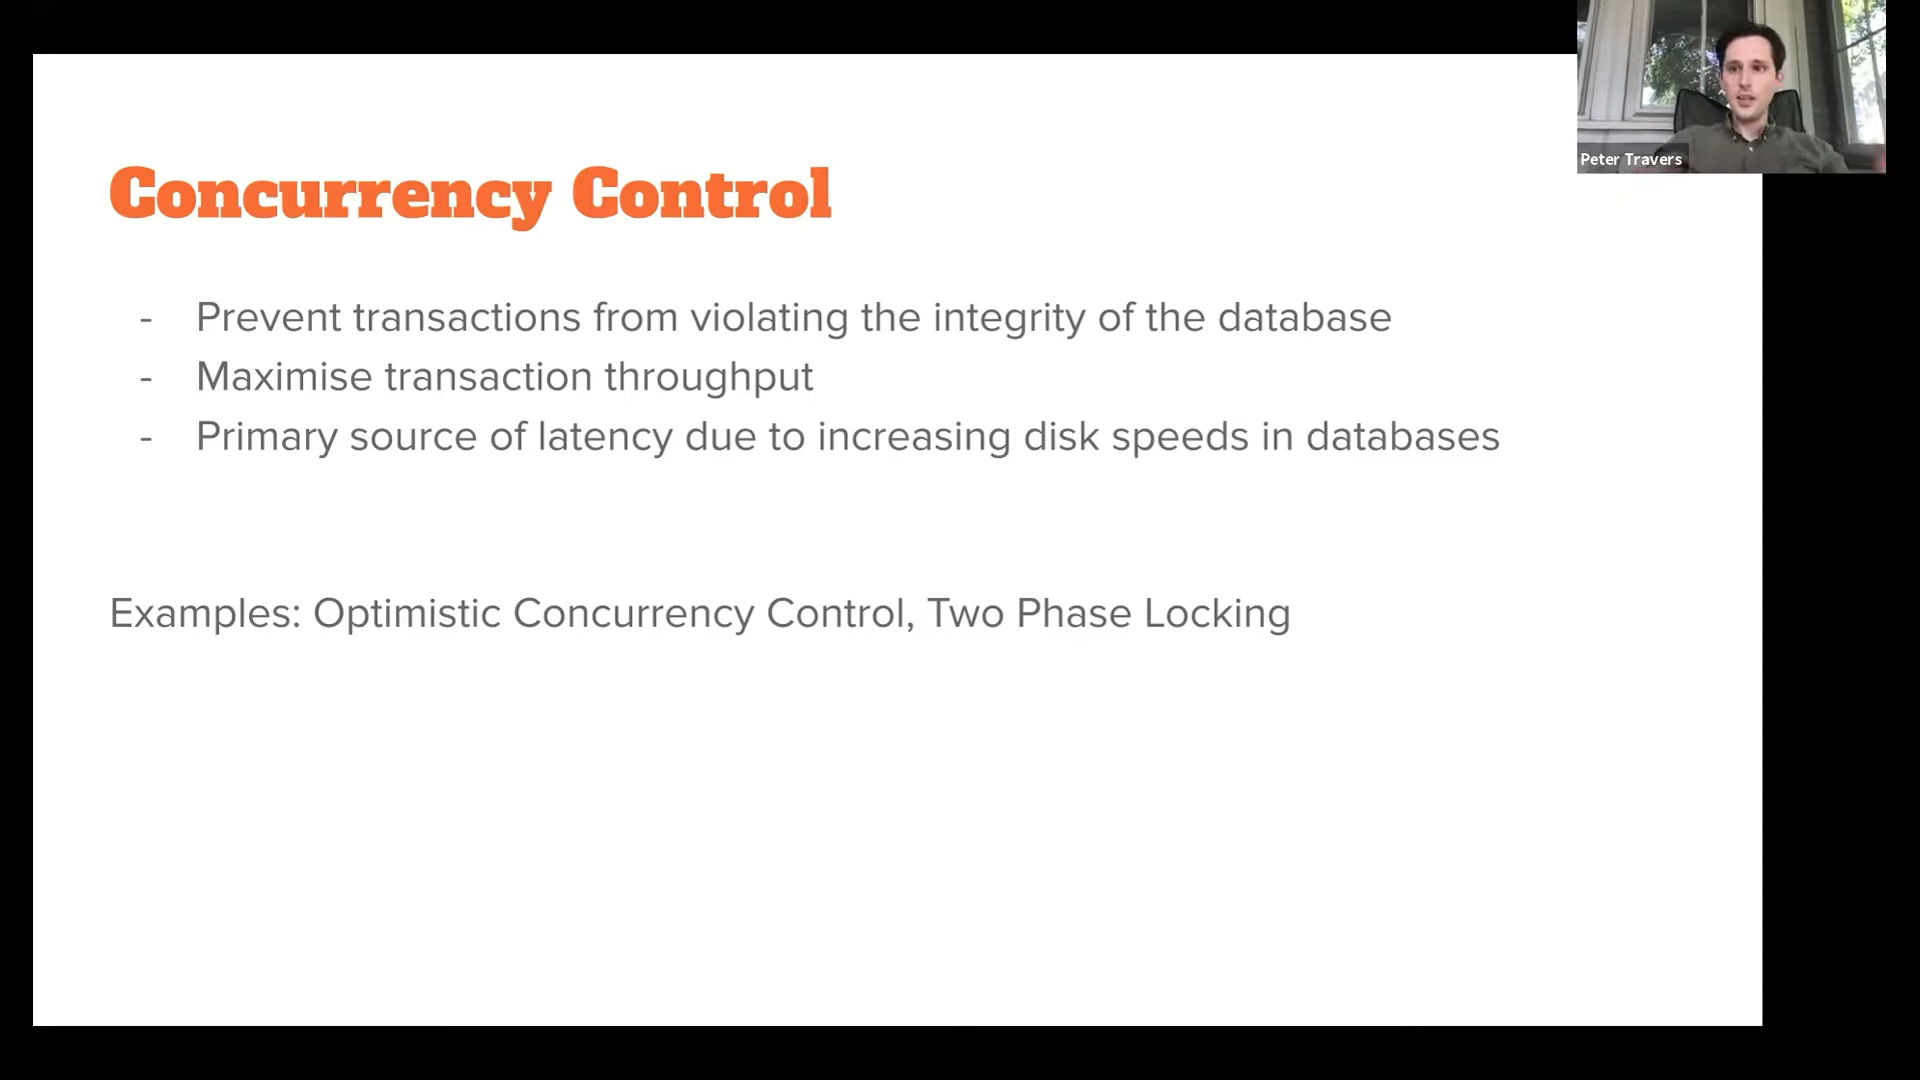 Peter Travers
Concurrency Control
- Prevent transactions from violating the integrity of the database
- Maximise transaction throughput
- Primary source of latency due to increasing disk speeds in databases
Examples: Optimistic Concurrency Control, Two Phase Locking